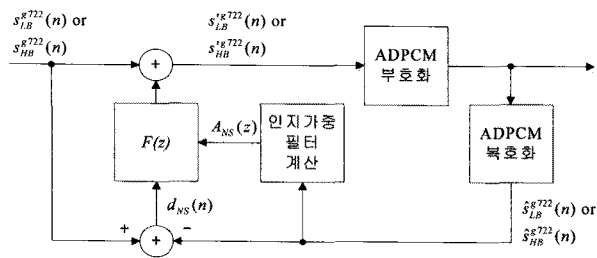 s_{LB}^{g722}(n) or
s_{HB}^{g722}(n)
s'_{LB}^{g722}(n) or
s'_{HB}^{g722}(n)
+
ADPCM
부호화
F(z)
A_{NS}(z)
인지가중
필터
계산
ADPCM
복호화
d_{NS}(n)
+
+
−
ŝ_{LB}^{g722}(n) or
ŝ_{HB}^{g722}(n)